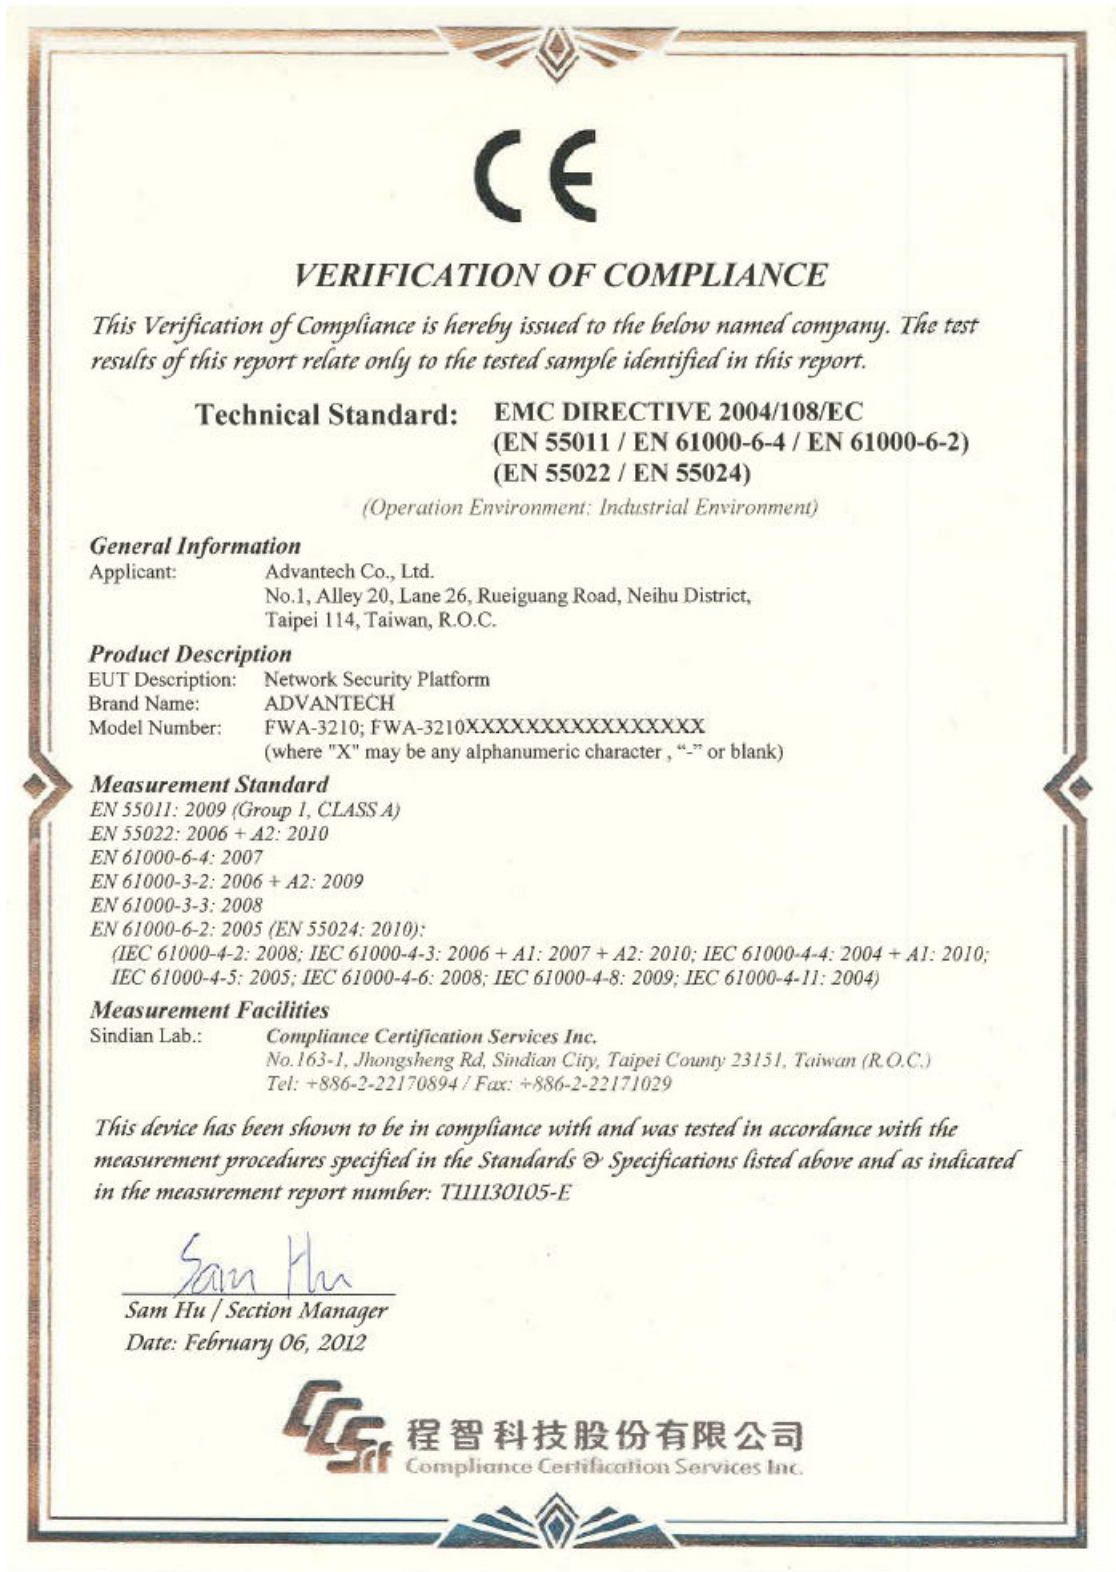 CE
VERIFICATION OF COMPLIANCE
This Verification of Compliance is hereby issued to the below named company. The test
results of this report relate only to the tested sample identified in this report.
Technical Standard: EMC DIRECTIVE 2004/108/EC
(EN 55011 / EN 61000-6-4 / EN 61000-6-2)
(EN 55022 / EN 55024)
(Operation Environment: Industrial Environment)
General Information
Applicant: Advantech Co., Ltd.
No.1, Alley 20, Lane 26, Rueiguang Road, Neihu District,
Taipei 114, Taiwan, R.O.C.
Product Description
EUT Description: Network Security Platform
Brand Name: ADVANTECH
Model Number: FWA-3210; FWA-3210XXXXXXXXXXXXXXXX
(where "X" may be any alphanumeric character , “-” or blank)
Measurement Standard
EN 55011: 2009 (Group 1, CLASS A)
EN 55022: 2006 + A2: 2010
EN 61000-6-4: 2007
EN 61000-3-2: 2006 + A2: 2009
EN 61000-3-3: 2008
EN 61000-6-2: 2005 (EN 55024: 2010):
(IEC 61000-4-2: 2008; IEC 61000-4-3: 2006 + A1: 2007 + A2: 2010; IEC 61000-4-4: 2004 + A1: 2010;
IEC 61000-4-5: 2005; IEC 61000-4-6: 2008; IEC 61000-4-8: 2009; IEC 61000-4-11: 2004)
Measurement Facilities
Sindian Lab.: Compliance Certification Services Inc.
No.163-1, Jhongsheng Rd, Sindian City, Taipei County 23151, Taiwan (R.O.C.)
Tel: +886-2-22170894 / Fax: +886-2-22171029
This device has been shown to be in compliance with and was tested in accordance with the
measurement procedures specified in the Standards & Specifications listed above and as indicated
in the measurement report number: T111130105-E
Sam Hu
Sam Hu / Section Manager
Date: February 06, 2012
CCSrf 程智科技股份有限公司
Compliance Certification Services Inc.